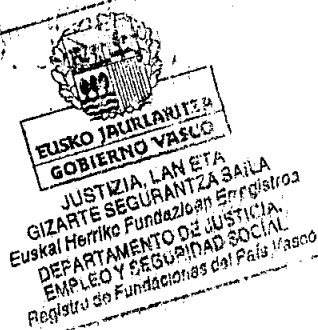 EUSKO JAURLARITZA
GOBIERNO VASCO
JUSTIZIA, LAN ETA
GIZARTE SEGURANTZA SAILA
Euskal Herriko Fundazioen Erregistroa
DEPARTAMENTO DE JUSTICIA,
EMPLEO Y SEGURIDAD SOCIAL
Registro de Fundaciones del País Vasco